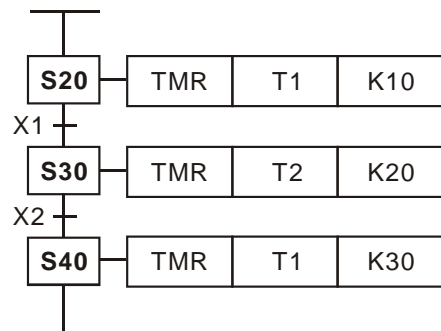 S20 TMR T1 K10
X1
S30 TMR T2 K20
X2
S40 TMR T1 K30